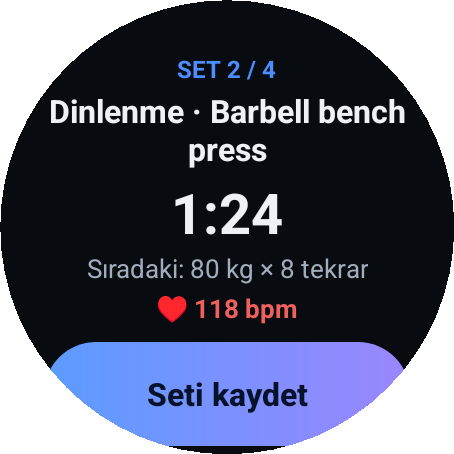 SET 2 / 4
Dinlenme · Barbell bench
press
1:24
Sıradaki: 80 kg × 8 tekrar
❤️ 118 bpm
Seti kaydet